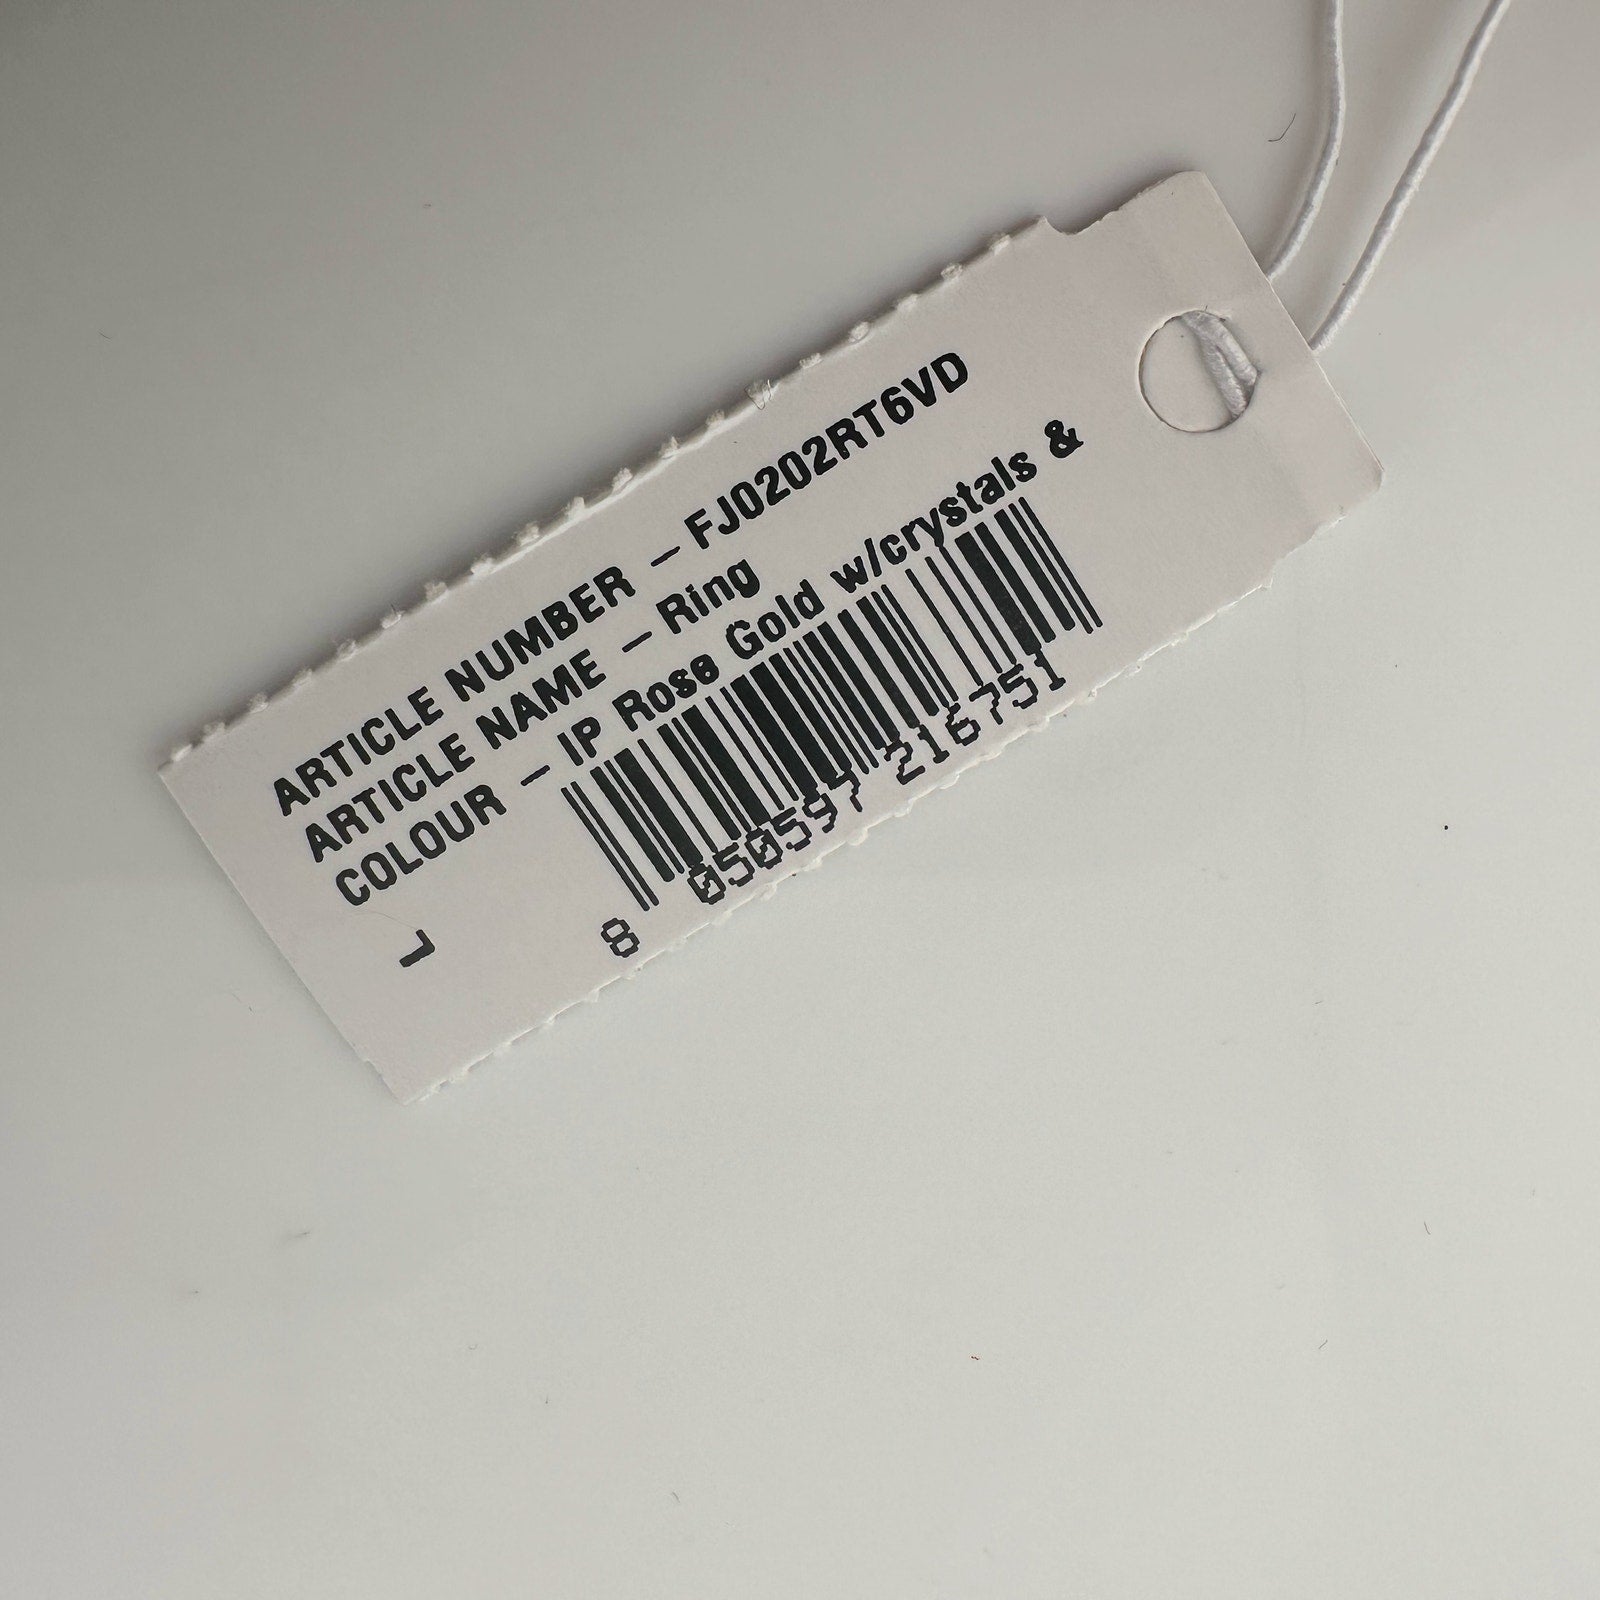 ARTICLE NUMBER – FJ0202RT6VD
ARTICLE NAME – Ring
COLOUR – IP Rose Gold w/crystals &
L
8 050597 216751